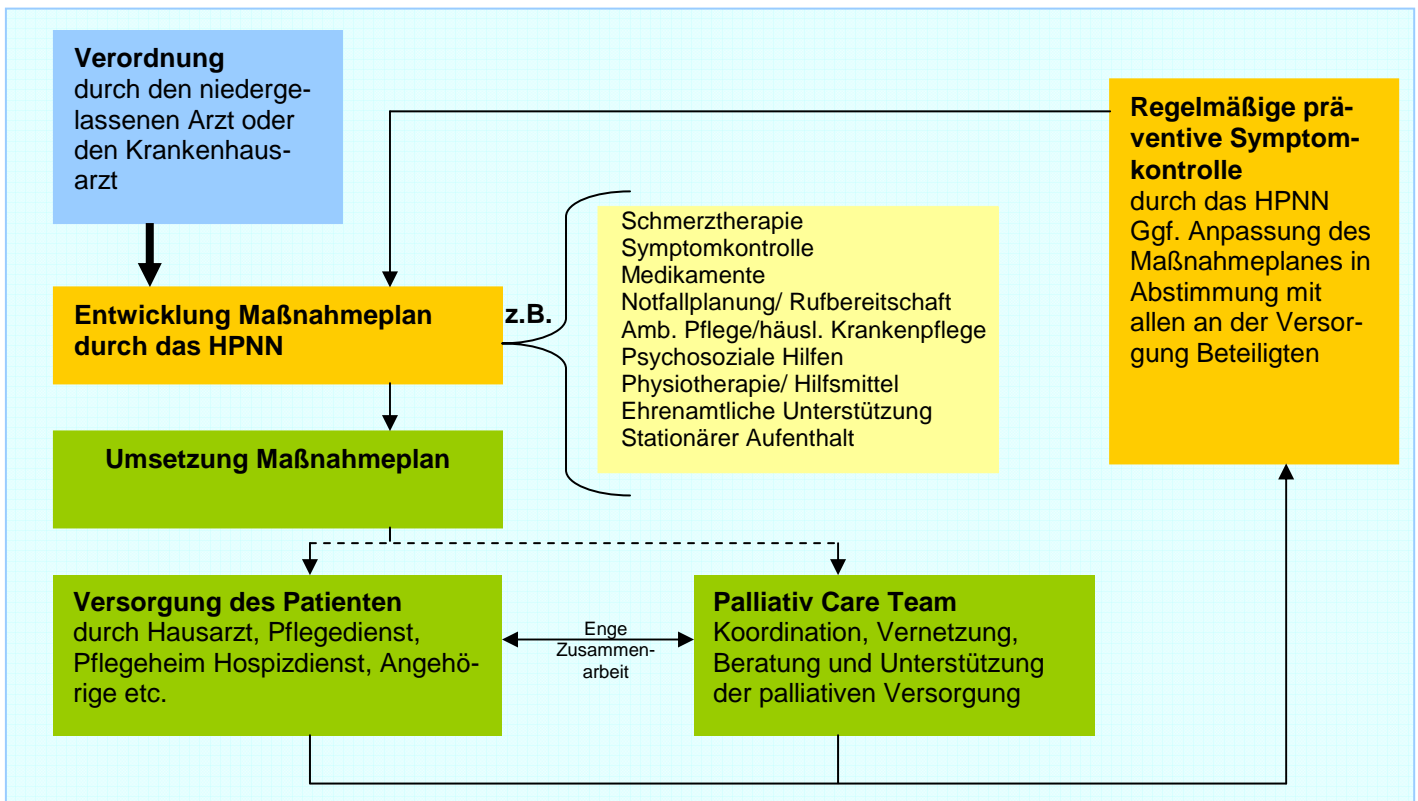 Verordnung
durch den niederge-
lassenen Arzt oder
den Krankenhaus-
arzt
Entwicklung Maßnahmeplan
durch das HPNN
z.B.
Schmerztherapie
Symptomkontrolle
Medikamente
Notfallplanung/ Rufbereitschaft
Amb. Pflege/häusl. Krankenpflege
Psychosoziale Hilfen
Physiotherapie/ Hilfsmittel
Ehrenamtliche Unterstützung
Stationärer Aufenthalt
Regelmäßige prä-
ventive Symptom-
kontrolle
durch das HPNN
Ggf. Anpassung des
Maßnahmeplanes in
Abstimmung mit
allen an der Versor-
gung Beteiligten
Umsetzung Maßnahmeplan
Versorgung des Patienten
durch Hausarzt, Pflegedienst,
Pflegeheim Hospizdienst, Angehö-
rige etc.
Enge
Zusammen-
arbeit
Palliativ Care Team
Koordination, Vernetzung,
Beratung und Unterstützung
der palliativen Versorgung